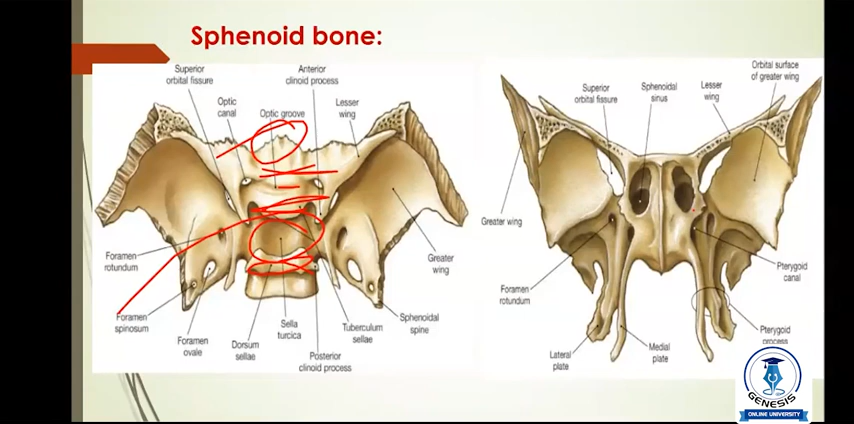 Sphenoid bone:
Superior
orbital fissure
Anterior
clinoid process
Optic
canal
Optic groove
Lesser
wing
Foramen
rotundum
Foramen
spinosum
Foramen
ovale
Dorsum
sellae
Sella
turcica
Posterior
clinoid process
Tuberculum
sellae
Sphenoidal
spine
Greater
wing
Superior
orbital fissure
Sphenoidal
sinus
Lesser
wing
Orbital surface
of greater wing
Greater wing
Foramen
rotundum
Lateral
plate
Medial
plate
Pterygoid
canal
Pterygoid
process
GENESIS
ONLINE UNIVERSITY